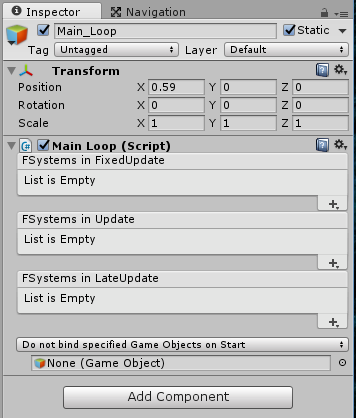 Inspector Navigation
Main_Loop Static
Tag Untagged Layer Default
Transform
Position X 0.59 Y 0 Z 0
Rotation X 0 Y 0 Z 0
Scale X 1 Y 1 Z 1
Main Loop (Script)
FSystems in FixedUpdate
List is Empty
FSystems in Update
List is Empty
FSystems in LateUpdate
List is Empty
Do not bind specified Game Objects on Start
None (Game Object)
Add Component